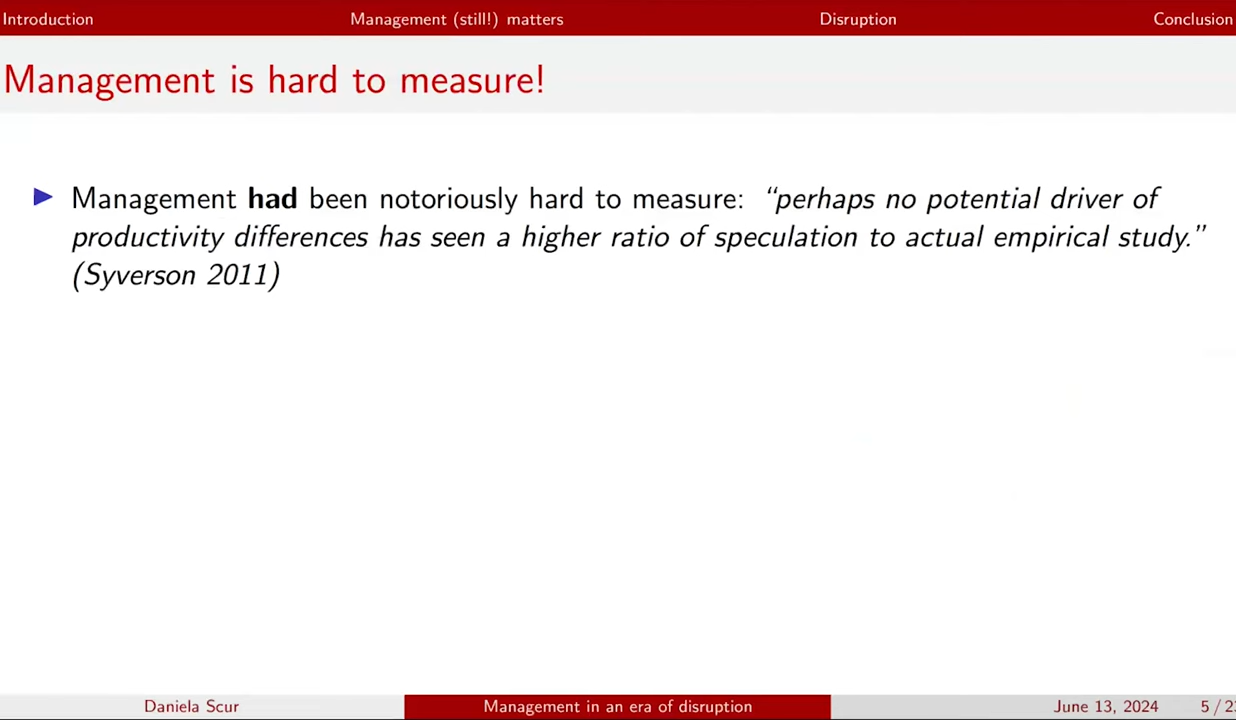 Introduction Management (still!) matters Disruption Conclusion
Management is hard to measure!
Management had been notoriously hard to measure: “perhaps no potential driver of
productivity differences has seen a higher ratio of speculation to actual empirical study.”
(Syverson 2011)
Daniela Scur Management in an era of disruption June 13, 2024 5 /